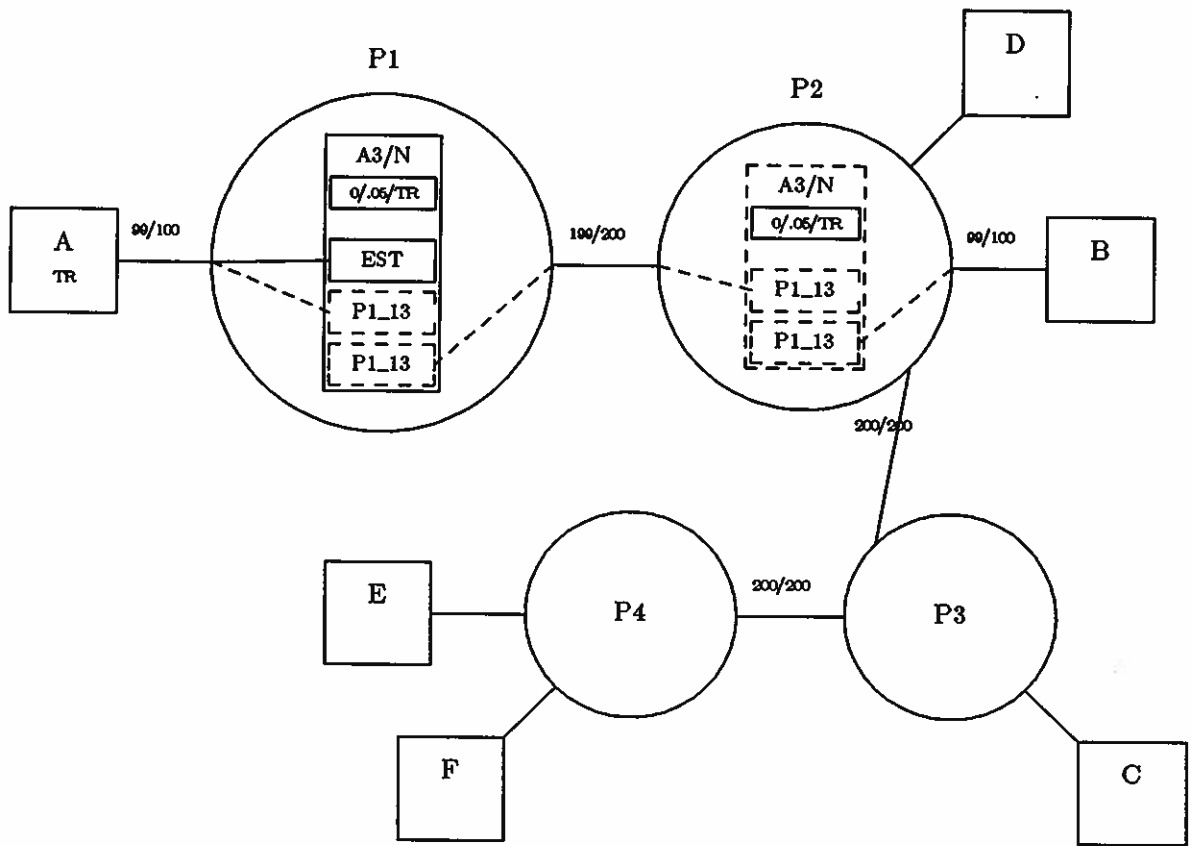 P1
P2
D
A3/N
0/.05/TR
EST
P1_13
P1_13
A
TR
99/100
199/200
A3/N
0/.05/TR
P1_13
P1_13
99/100
B
200/200
E
P4
200/200
P3
F
C